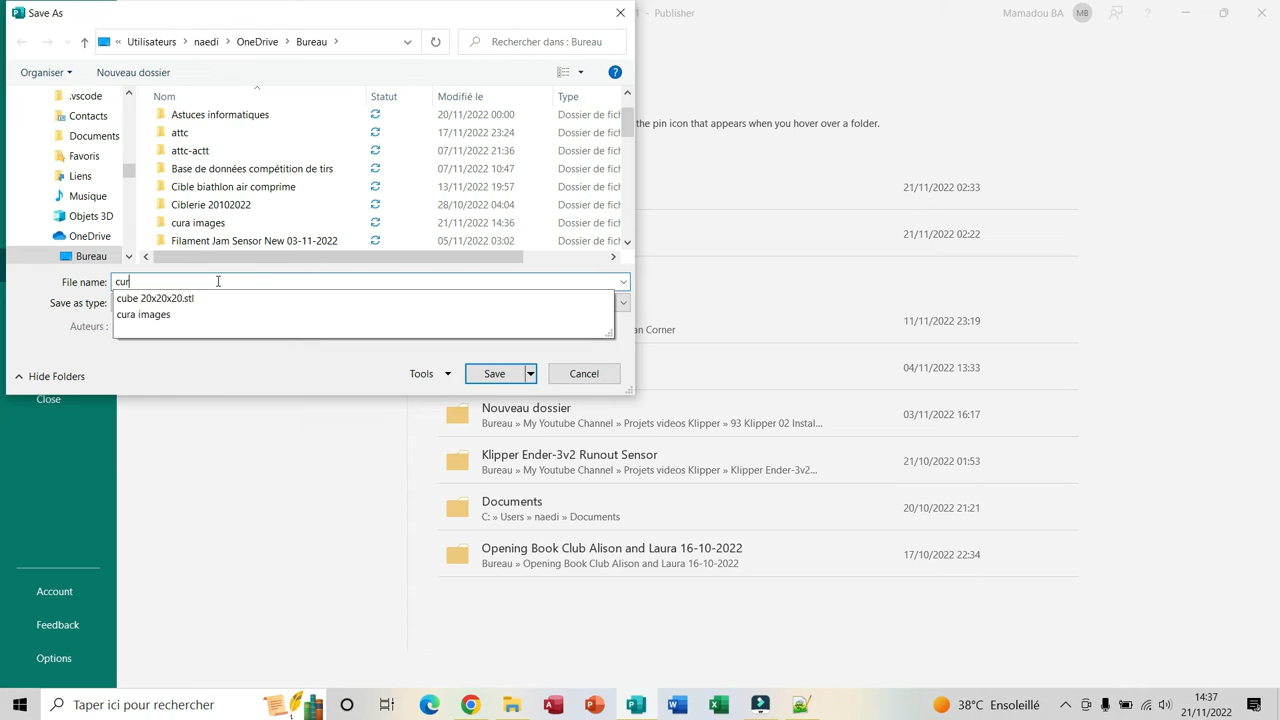 Save As
1 - Publisher
Mamadou BA MB
« Utilisateurs > naedi > OneDrive > Bureau >
Rechercher dans : Bureau
Organiser
Nouveau dossier
Nom Statut Modifié le Type
.vscode
Contacts
Documents
Favoris
Liens
Musique
Objets 3D
OneDrive
Bureau
Astuces informatiques 20/11/2022 00:00 Dossier de fich
attc 17/11/2022 23:24 Dossier de fich
attc-actt 07/11/2022 21:36 Dossier de fich
Base de données compétition de tirs 07/11/2022 10:47 Dossier de fich
Cible biathlon air comprime 13/11/2022 19:57 Dossier de fich
Ciblerie 20102022 28/10/2022 04:04 Dossier de fich
cura images 21/11/2022 14:36 Dossier de fich
Filament Jam Sensor New 03-11-2022 05/11/2022 03:02 Dossier de fich
File name: cur
cube 20x20x20.stl
cura images
Save as type:
Auteurs :
Hide Folders
Tools
Save
Cancel
the pin icon that appears when you hover over a folder.
21/11/2022 02:33
21/11/2022 02:22
11/11/2022 23:19
an Corner
04/11/2022 13:33
Close
Nouveau dossier
Bureau » My Youtube Channel » Projets videos Klipper » 93 Klipper 02 Instal...
03/11/2022 16:17
Klipper Ender-3v2 Runout Sensor
Bureau » My Youtube Channel » Projets videos Klipper » Klipper Ender-3v2...
21/10/2022 01:53
Documents
C: » Users » naedi » Documents
20/10/2022 21:21
Opening Book Club Alison and Laura 16-10-2022
Bureau » Opening Book Club Alison and Laura 16-10-2022
17/10/2022 22:34
Account
Feedback
Options
Taper ici pour rechercher
38°C Ensoleillé
14:37
21/11/2022